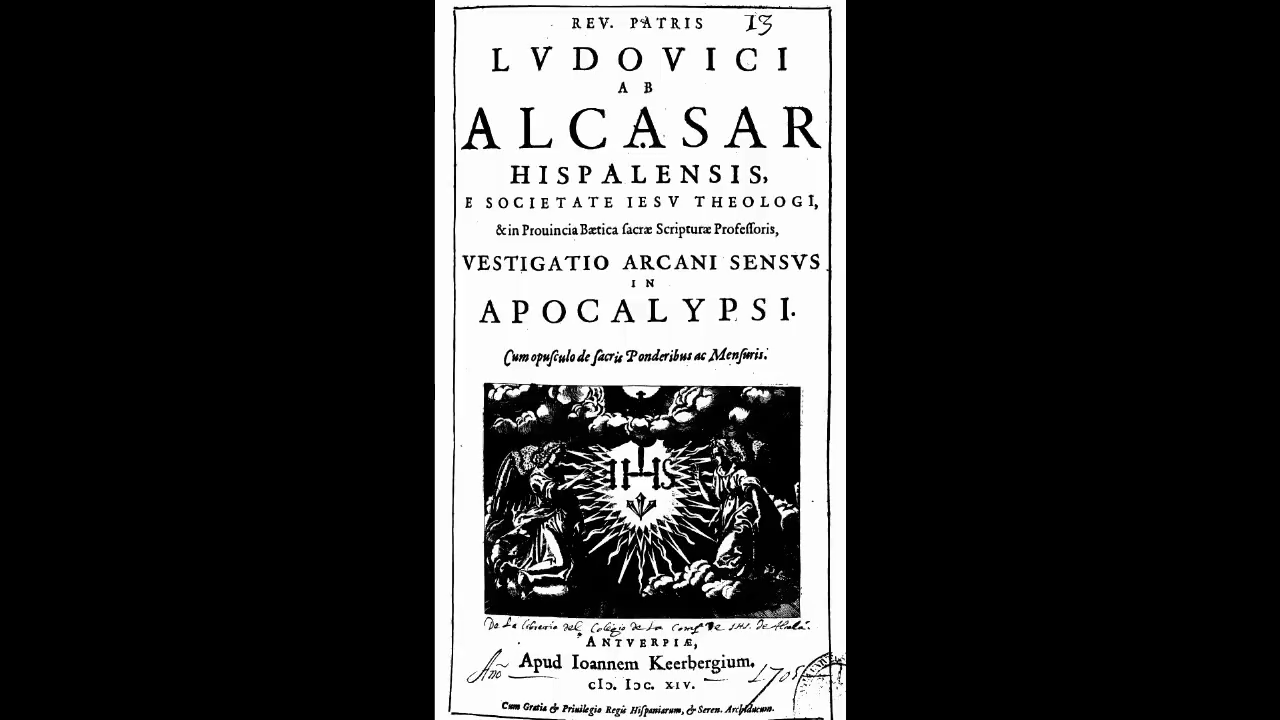 REV. PATRIS 13
LVDOVICI
AB
ALCASAR
HISPALENSIS,
E SOCIETATE IESV THEOLOGI,
& in Prouincia Bætica ſacræ Scripturæ Profeſſoris,
VESTIGATIO ARCANI SENSVS
IN
APOCALYPSI.
Cum opuſculo de ſacris Ponderibus ac Menſuris.
IHS
De La libreria del Colegio de La Comp. De IHS. de Alcalá.
ANTVERPIÆ,
Apud Ioannem Keerbergium,
Año 1705
cIↄ. Iↄc. XIV.
Cum Gratia & Priuilegio Regis Hiſpaniarum, & Seren. Archiducum.